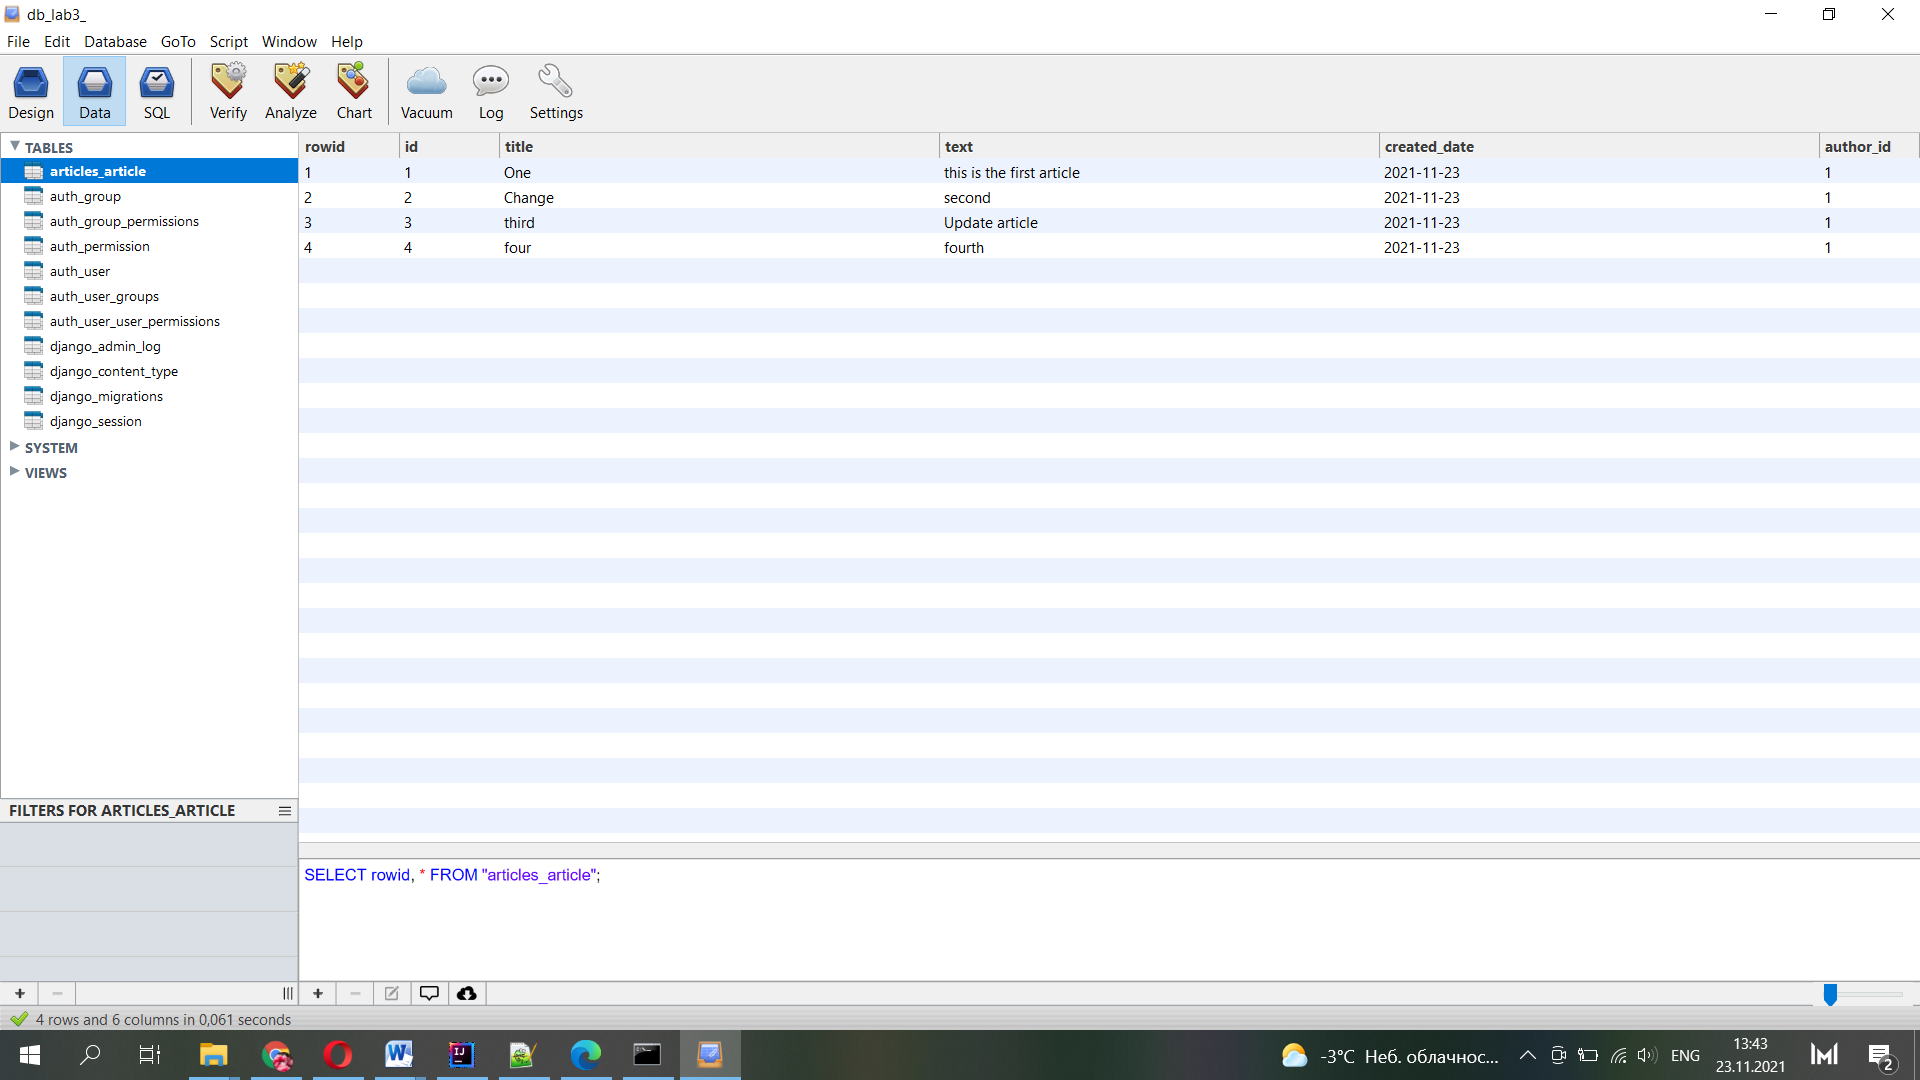 db_lab3_
File Edit Database GoTo Script Window Help
Design Data SQL Verify Analyze Chart Vacuum Log Settings
TABLES
articles_article
auth_group
auth_group_permissions
auth_permission
auth_user
auth_user_groups
auth_user_user_permissions
django_admin_log
django_content_type
django_migrations
django_session
SYSTEM
VIEWS
rowid id title text created_date author_id
1 1 One this is the first article 2021-11-23 1
2 2 Change second 2021-11-23 1
3 3 third Update article 2021-11-23 1
4 4 four fourth 2021-11-23 1
FILTERS FOR ARTICLES_ARTICLE
SELECT rowid, * FROM "articles_article";
4 rows and 6 columns in 0,061 seconds
-3°C Неб. облачнос... ENG
13:43
23.11.2021
2